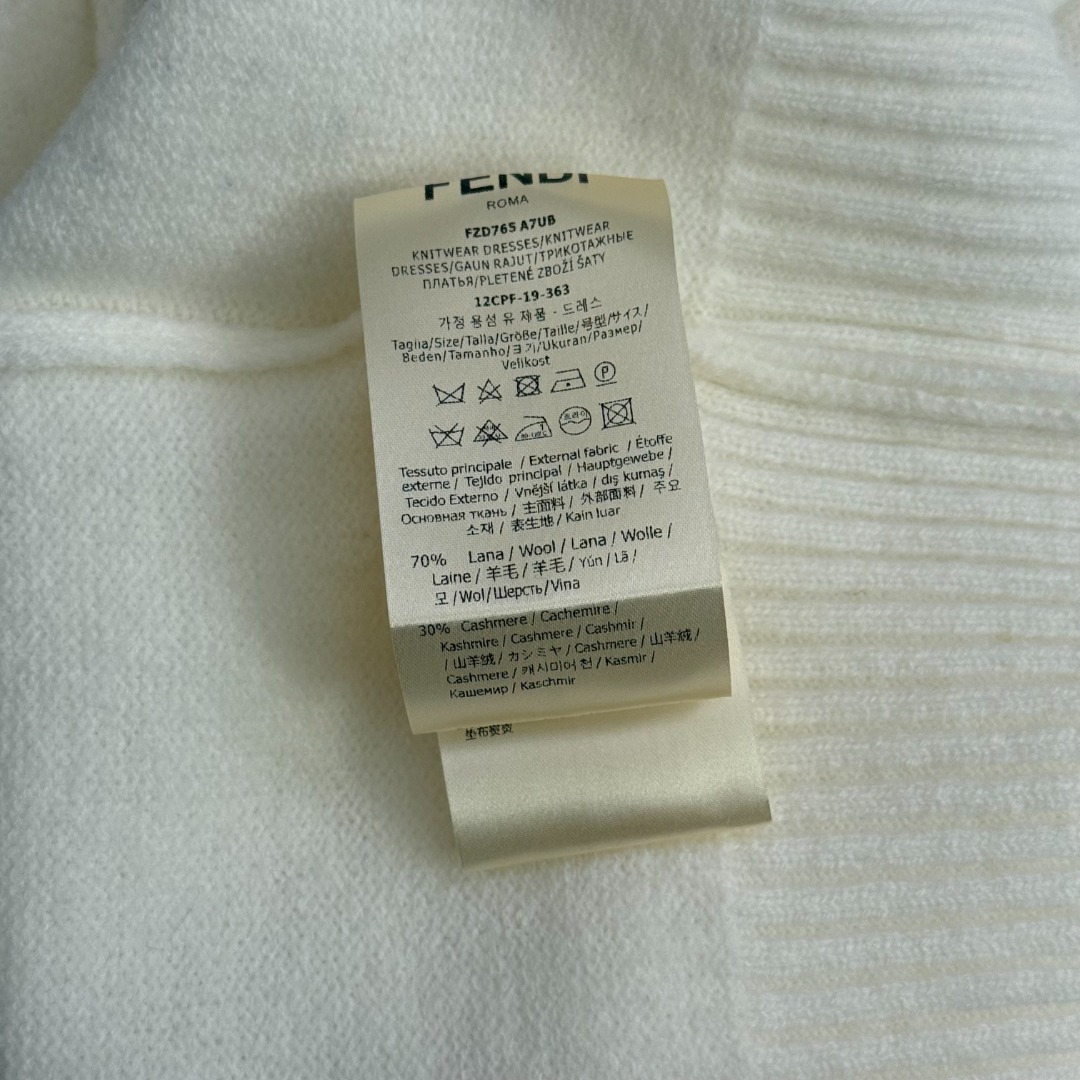 FENDI
ROMA
FZD765 A7UB
KNITWEAR DRESSES/KNITWEAR
DRESSES/GAUN RAJUT/ТРИКОТАЖНЫЕ
ПЛАТЬЯ/PLETENÉ ZBOŽÍ ŠATY
12CPF-19-363
가정 용섬 유 제품 - 드레스
Taglia/Size/Talla/Größe/Taille/号型/サイズ/
Beden/Tamanho/크기/Ukuran/Размер/
Velikost
P
Tessuto principale / External fabric / Étoffe
externe / Tejido principal / Hauptgewebe /
Tecido Externo / Vnější látka / dış kumaş /
Основная ткань / 主面料 / 外部面料 / 주요
소재 / 表生地 / Kain luar
70% Lana / Wool / Lana / Wolle /
Laine / 羊毛 / 羊毛 / Yün / Lã /
모 /Wol/Шерсть/Vlna
30% Cashmere / Cachemire /
Kashmire / Cashmere / Cashmir /
/ 山羊绒 / カシミヤ / Cashmere / 山羊绒 /
Cashmere / 캐시미어 천 / Kasmir /
Кашемир / Kaschmir